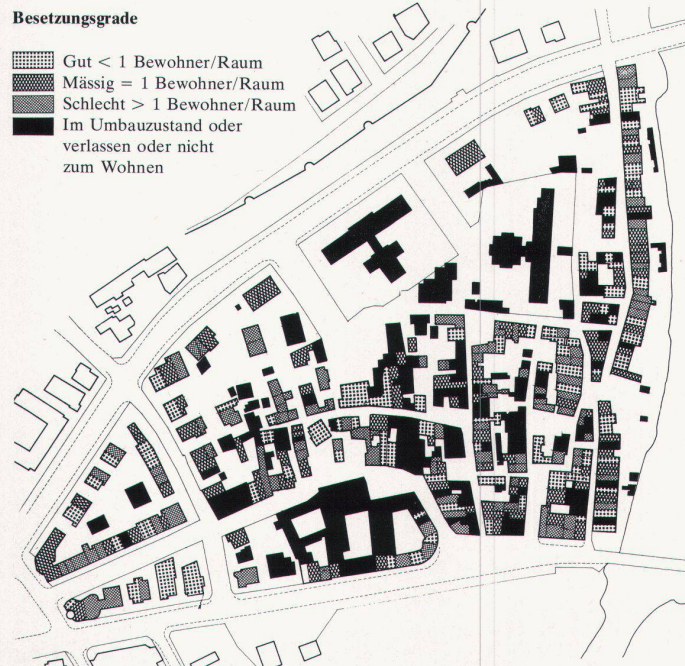 Besetzungsgrade
Gut < 1 Bewohner/Raum
Mässig = 1 Bewohner/Raum
Schlecht > 1 Bewohner/Raum
Im Umbauzustand oder
verlassen oder nicht
zum Wohnen